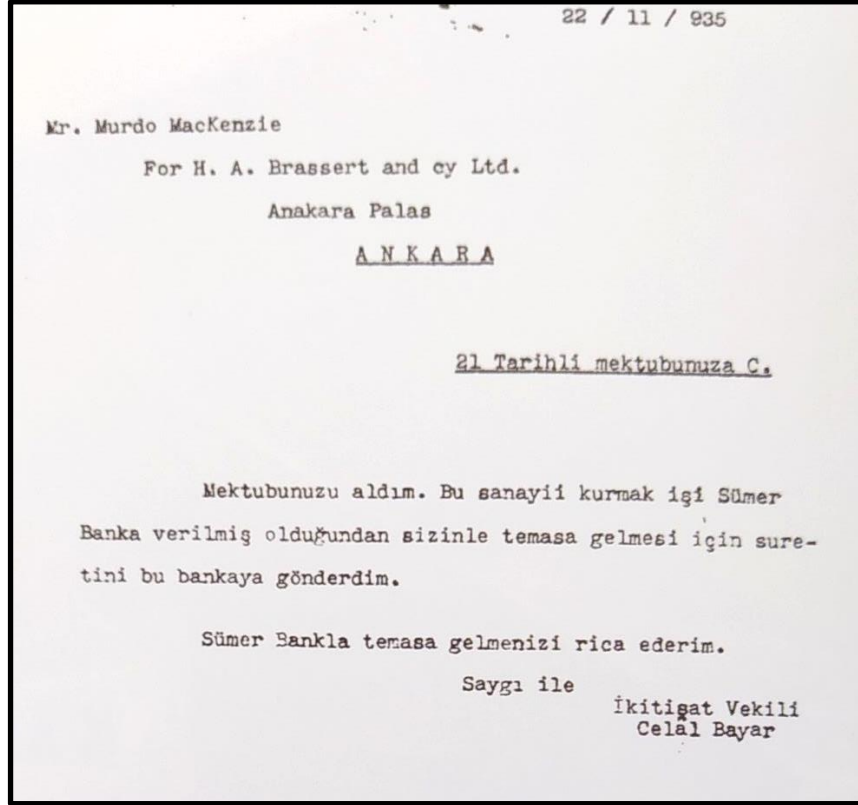 22 / 11 / 935
Mr. Murdo MacKenzie
For H. A. Brassert and cy Ltd.
Anakara Palas
A N K A R A
21 Tarihli mektubunuza C.
Mektubunuzu aldım. Bu sanayii kurmak işi Sümer
Banka verilmiş olduğundan sizinle temasa gelmesi için sure-
tini bu bankaya gönderdim.
Sümer Bankla temasa gelmenizi rica ederim.
Saygı ile
İkitişat Vekili
Celâl Bayar